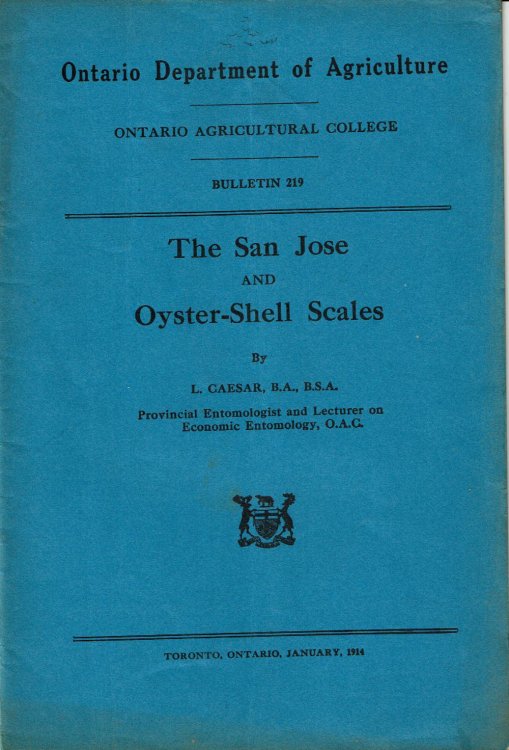 Ontario Department of Agriculture
ONTARIO AGRICULTURAL COLLEGE
BULLETIN 219
The San Jose
AND
Oyster-Shell Scales
By
L. CAESAR, B.A., B.S.A.
Provincial Entomologist and Lecturer on
Economic Entomology, O.A.C.
TORONTO, ONTARIO, JANUARY, 1914